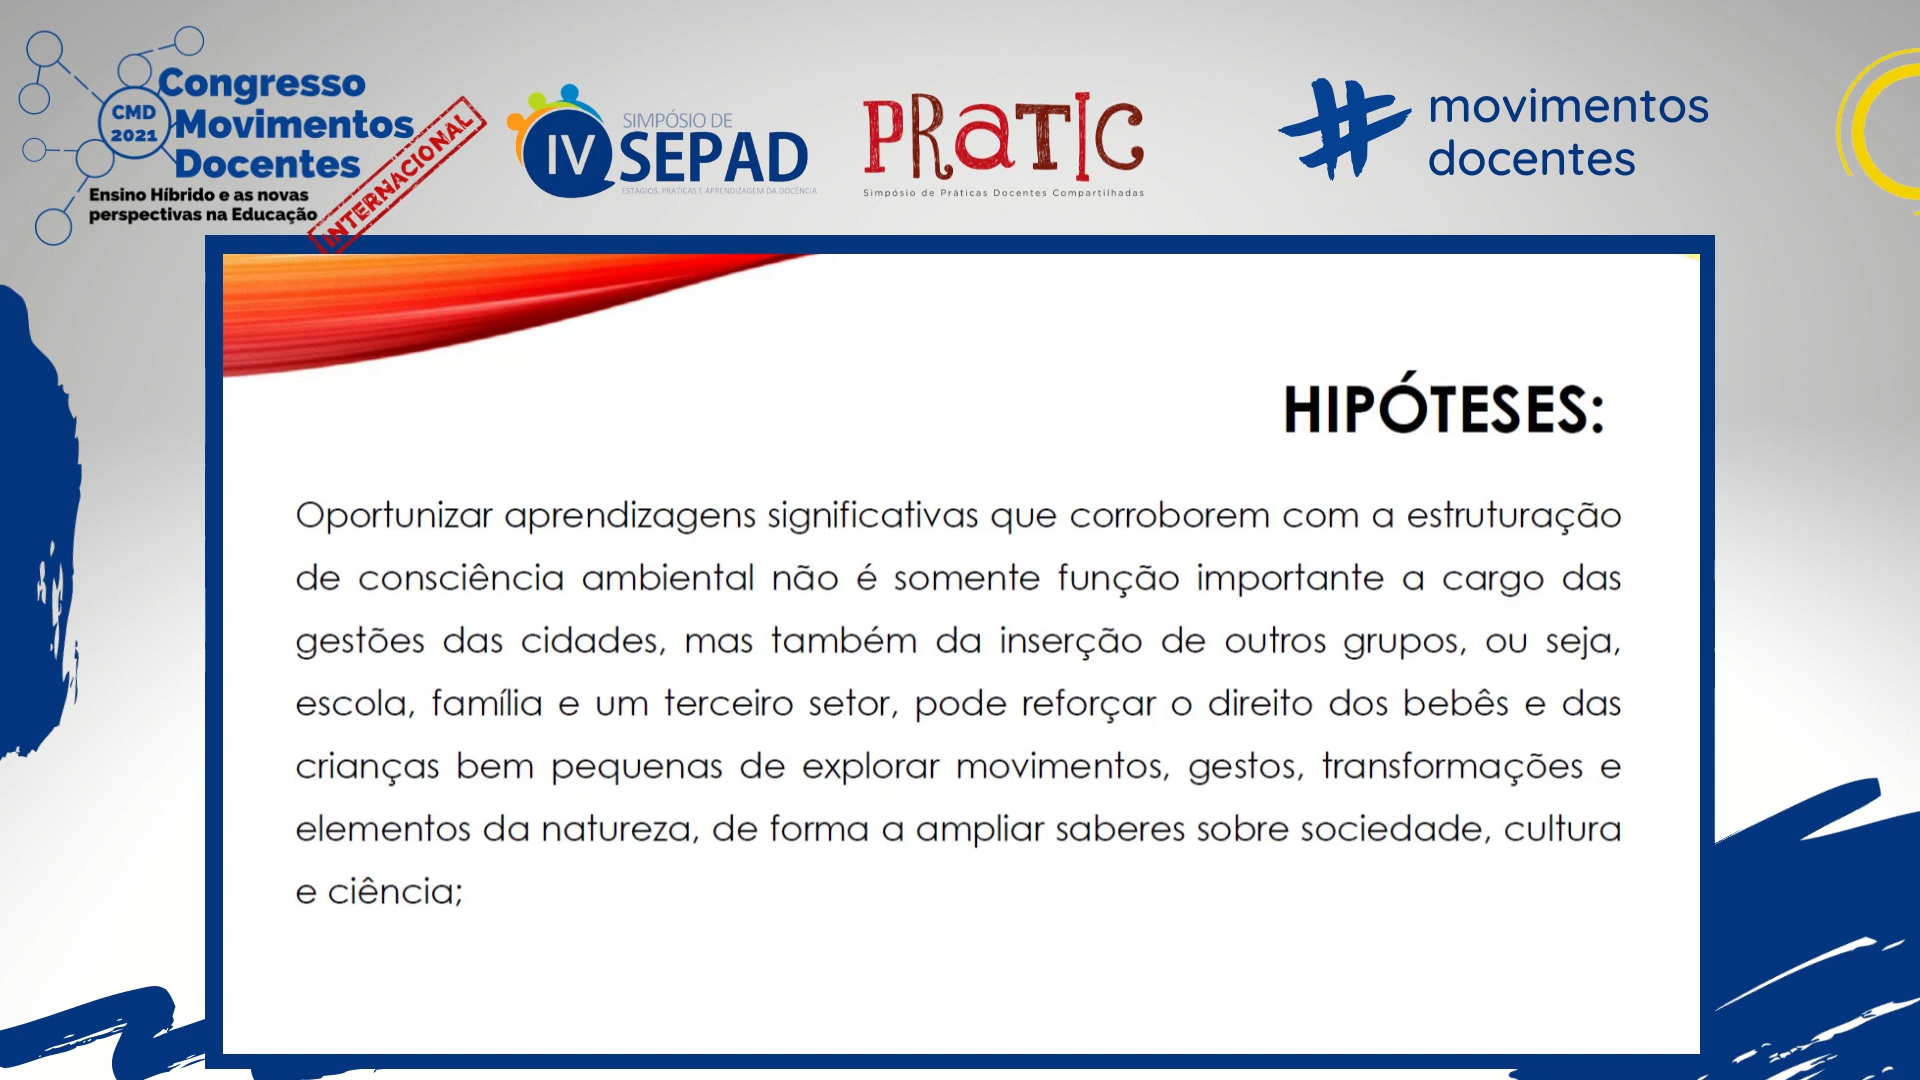 Congresso
CMD
2021
Movimentos
Docentes
Ensino Híbrido e as novas
perspectivas na Educação
INTERNACIONAL
SIMPÓSIO DE
IV SEPAD
ESTÁGIOS, PRÁTICAS E APRENDIZAGEM DA DOCÊNCIA
PRATIC
Simpósio de Práticas Docentes Compartilhadas
movimentos
docentes
HIPÓTESES:
Oportunizar aprendizagens significativas que corroborem com a estruturação
de consciência ambiental não é somente função importante a cargo das
gestões das cidades, mas também da inserção de outros grupos, ou seja,
escola, família e um terceiro setor, pode reforçar o direito dos bebês e das
crianças bem pequenas de explorar movimentos, gestos, transformações e
elementos da natureza, de forma a ampliar saberes sobre sociedade, cultura
e ciência;